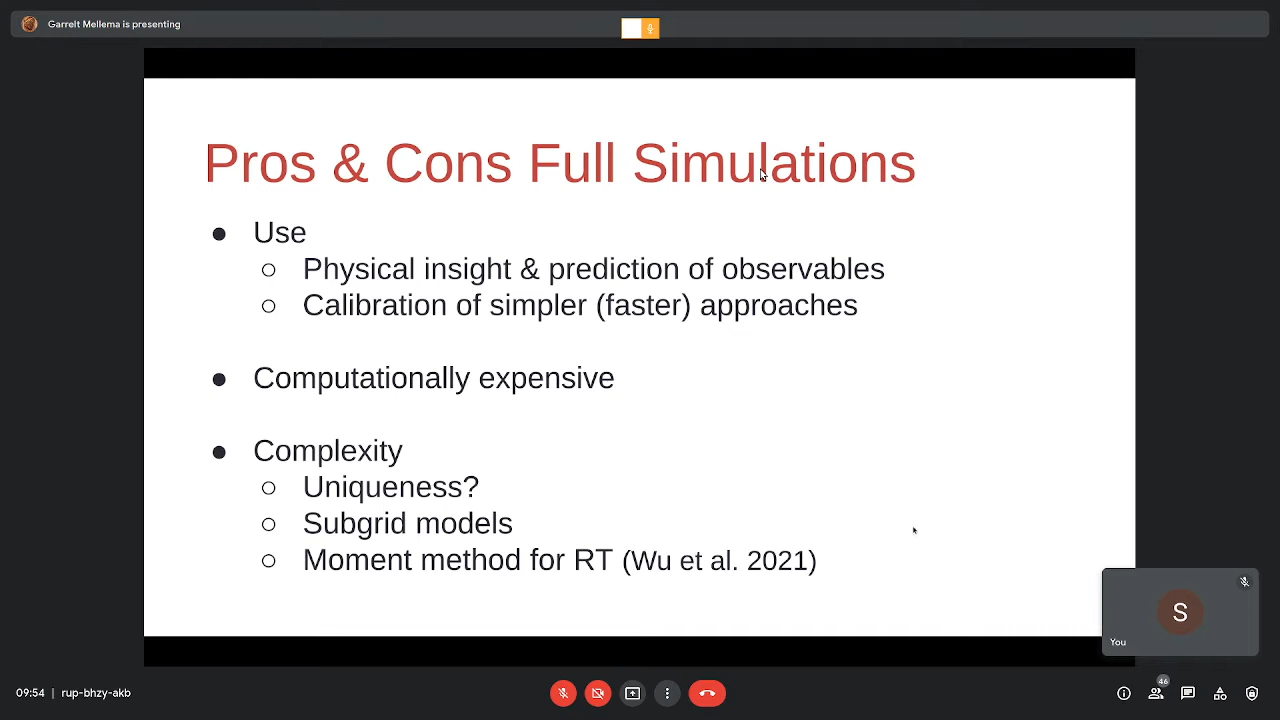 Garrelt Mellema is presenting
Pros & Cons Full Simulations
● Use
○ Physical insight & prediction of observables
○ Calibration of simpler (faster) approaches
● Computationally expensive
● Complexity
○ Uniqueness?
○ Subgrid models
○ Moment method for RT (Wu et al. 2021)
S
You
09:54 | rup-bhzy-akb
46